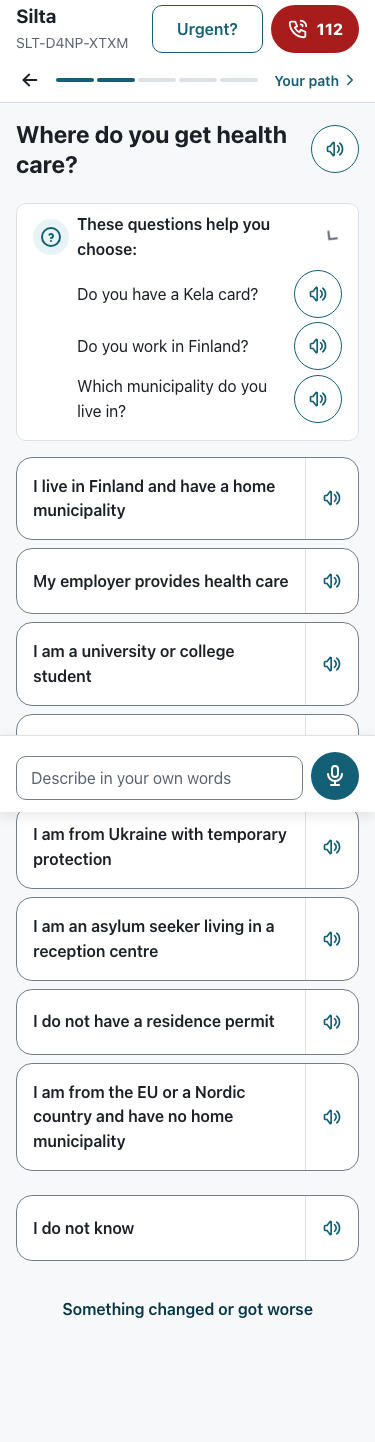 Silta
SLT-D4NP-XTXM
Urgent?
112
Your path
Where do you get health
care?
These questions help you
choose:
Do you have a Kela card?
Do you work in Finland?
Which municipality do you
live in?
I live in Finland and have a home
municipality
My employer provides health care
I am a university or college
student
Describe in your own words
I am from Ukraine with temporary
protection
I am an asylum seeker living in a
reception centre
I do not have a residence permit
I am from the EU or a Nordic
country and have no home
municipality
I do not know
Something changed or got worse